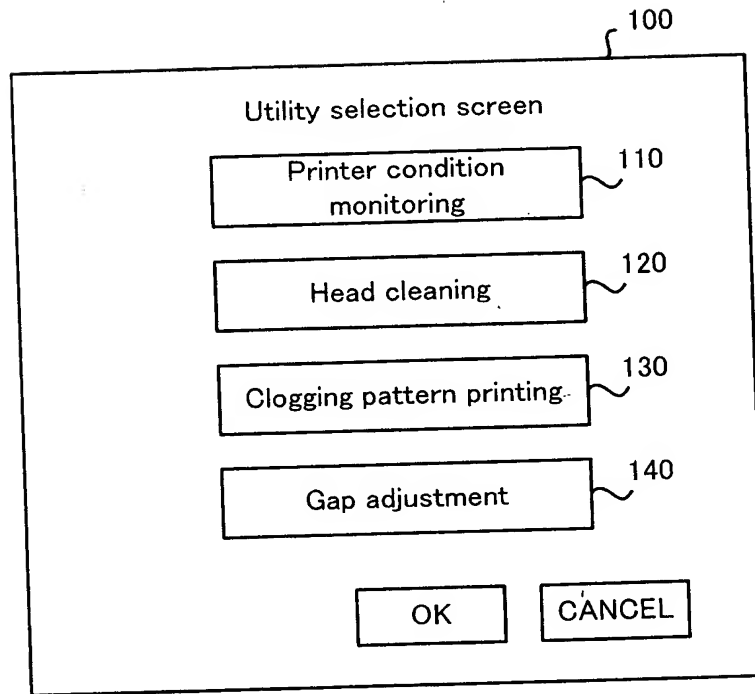 100
Utility selection screen
Printer condition
monitoring
110
Head cleaning
120
Clogging pattern printing
130
Gap adjustment
140
OK
CANCEL